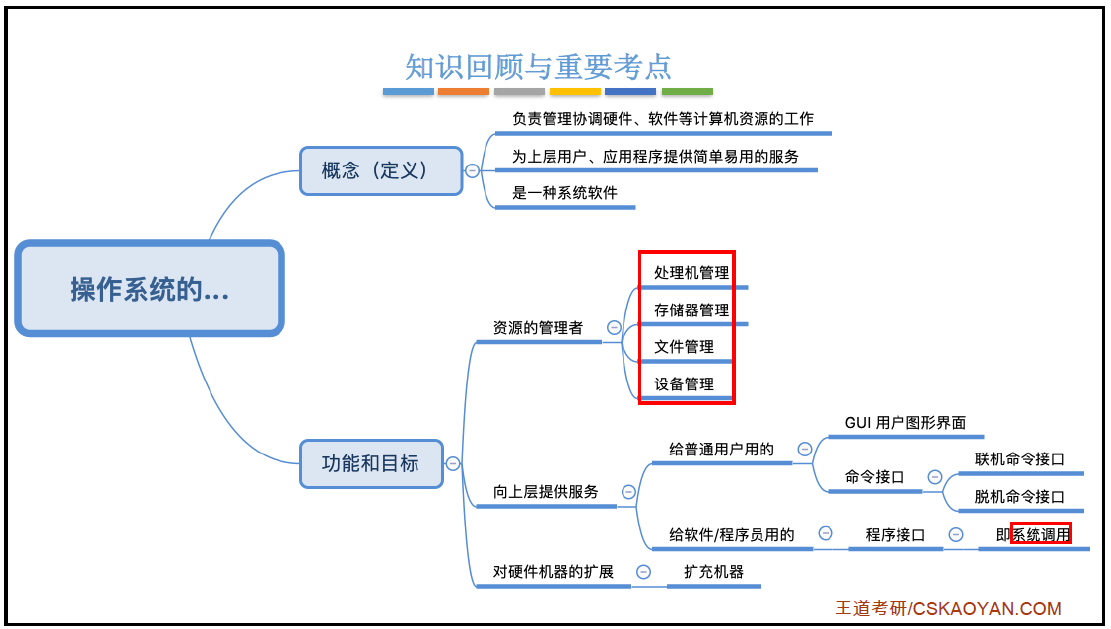 知识回顾与重要考点
负责管理协调硬件、软件等计算机资源的工作
概念（定义）
为上层用户、应用程序提供简单易用的服务
是一种系统软件
操作系统的...
处理机管理
存储器管理
资源的管理者
文件管理
设备管理
功能和目标
GUI 用户图形界面
给普通用户用的
联机命令接口
命令接口
脱机命令接口
向上层提供服务
给软件/程序员用的
程序接口
即系统调用
对硬件机器的扩展
扩充机器
王道考研/CSKAOYAN.COM